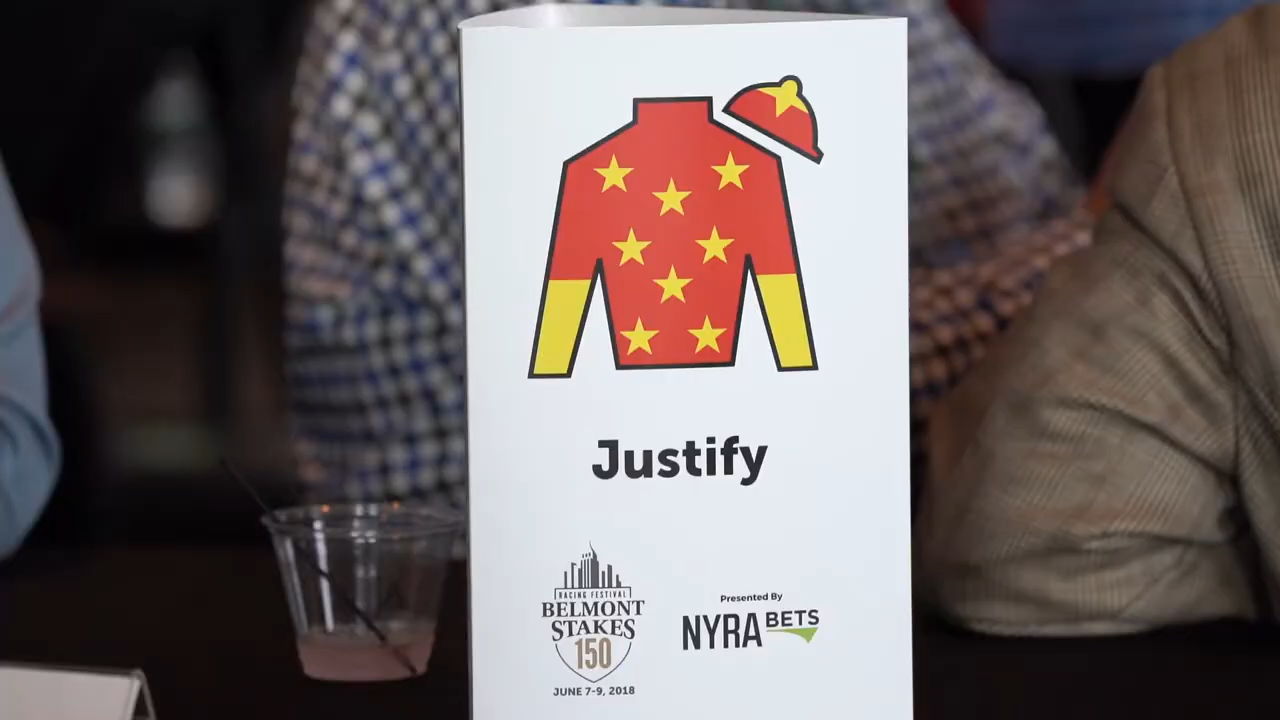 Justify
RACING FESTIVAL
BELMONT
STAKES
150
JUNE 7-9, 2018
Presented By
NYRA BETS